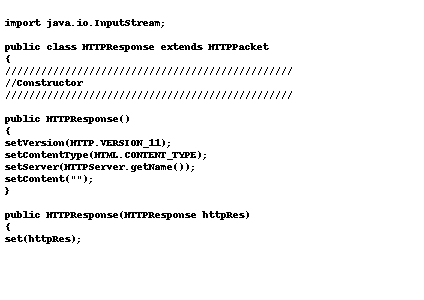 import java.io.InputStream;
public class HTTPResponse extends HTTPPacket
{
////////////////////////////////////////////////
//Constructor
////////////////////////////////////////////////
public HTTPResponse()
{
setVersion(HTTP.VERSION_11);
setContentType(HTML.CONTENT_TYPE);
setServer(HTTPServer.getName());
setContent("");
}
public HTTPResponse(HTTPResponse httpRes)
{
set(httpRes);